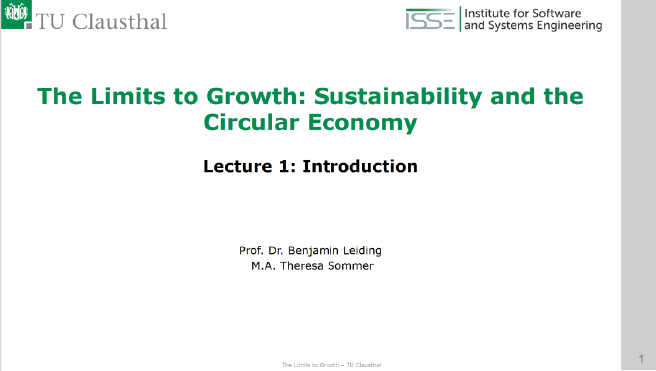 TU Clausthal
ISSE
Institute for Software
and Systems Engineering
The Limits to Growth: Sustainability and the
Circular Economy
Lecture 1: Introduction
Prof. Dr. Benjamin Leiding
M.A. Theresa Sommer
The Limits to Growth – TU Clausthal
1